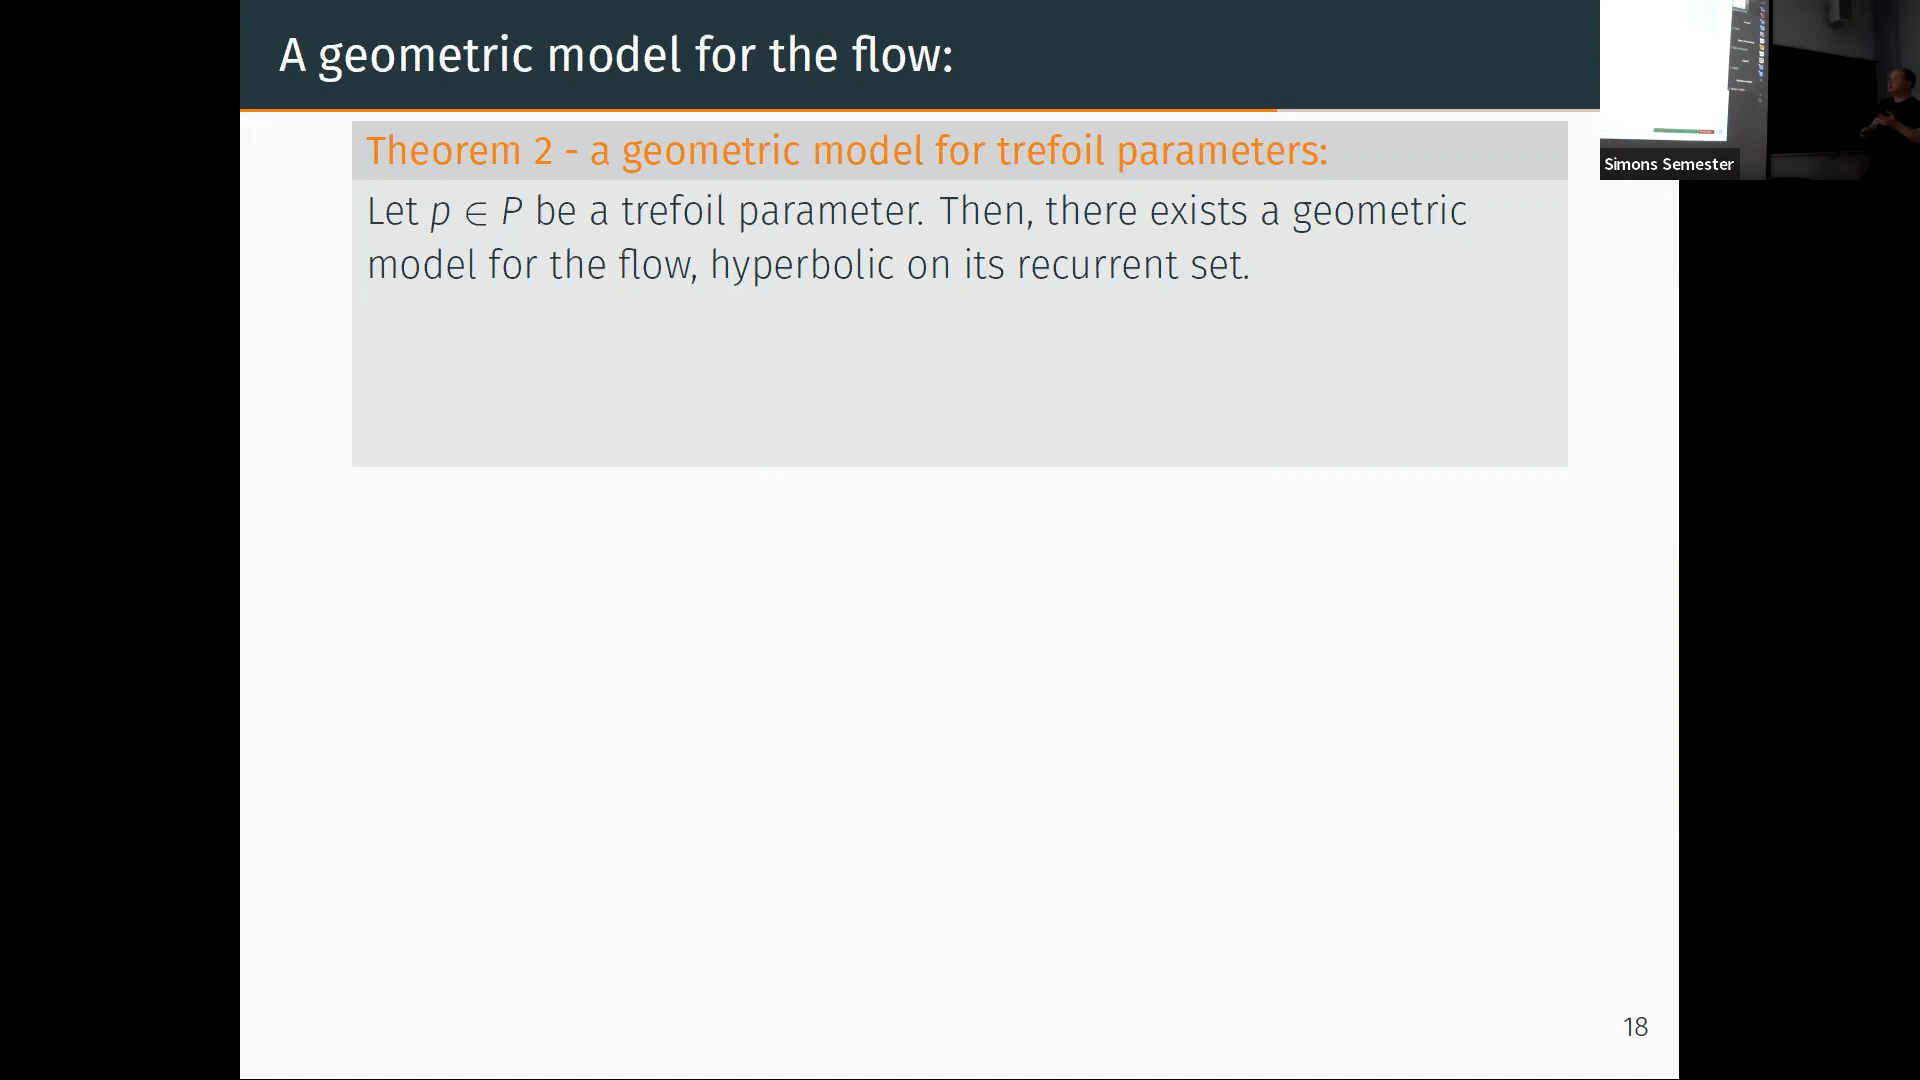 A geometric model for the flow:
Theorem 2 - a geometric model for trefoil parameters:
Let p ∈ P be a trefoil parameter. Then, there exists a geometric
model for the flow, hyperbolic on its recurrent set.
Simons Semester
18